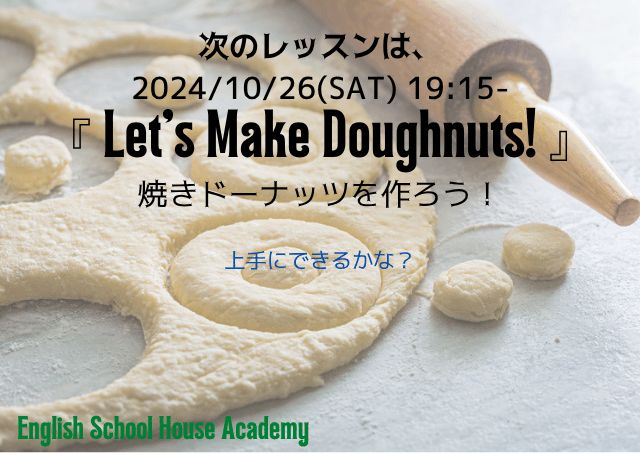 次のレッスンは、
2024/10/26(SAT) 19:15-
『 Let's Make Doughnuts! 』
焼きドーナッツを作ろう！
上手にできるかな？
English School House Academy